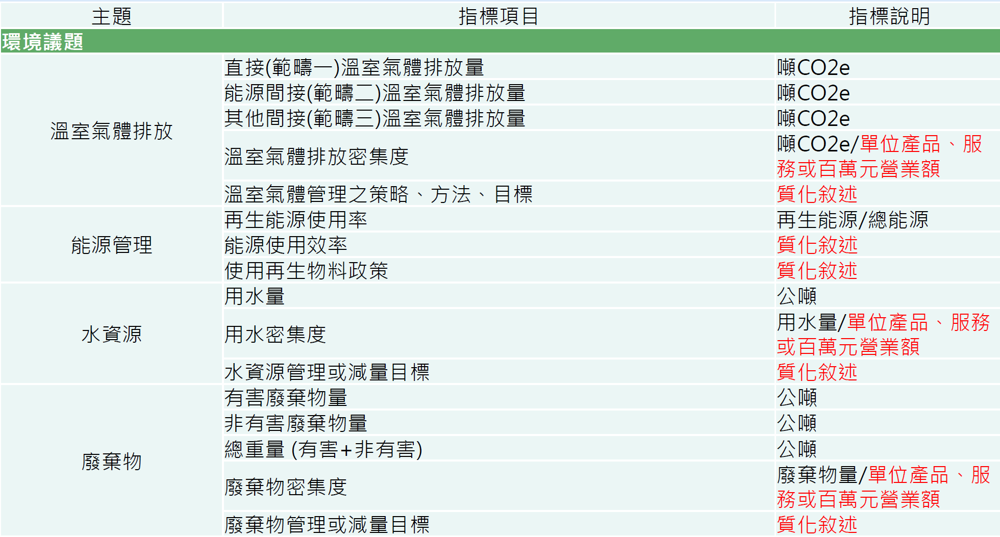 主題 指標項目 指標說明
環境議題
溫室氣體排放
直接(範疇一)溫室氣體排放量 噸CO2e
能源間接(範疇二)溫室氣體排放量 噸CO2e
其他間接(範疇三)溫室氣體排放量 噸CO2e
溫室氣體排放密集度 噸CO2e/單位產品、服
務或百萬元營業額
溫室氣體管理之策略、方法、目標 質化敘述
能源管理
再生能源使用率 再生能源/總能源
能源使用效率 質化敘述
使用再生物料政策 質化敘述
水資源
用水量 公噸
用水密集度 用水量/單位產品、服務
或百萬元營業額
水資源管理或減量目標 質化敘述
廢棄物
有害廢棄物量 公噸
非有害廢棄物量 公噸
總重量 (有害+非有害) 公噸
廢棄物密集度 廢棄物量/單位產品、服
務或百萬元營業額
廢棄物管理或減量目標 質化敘述